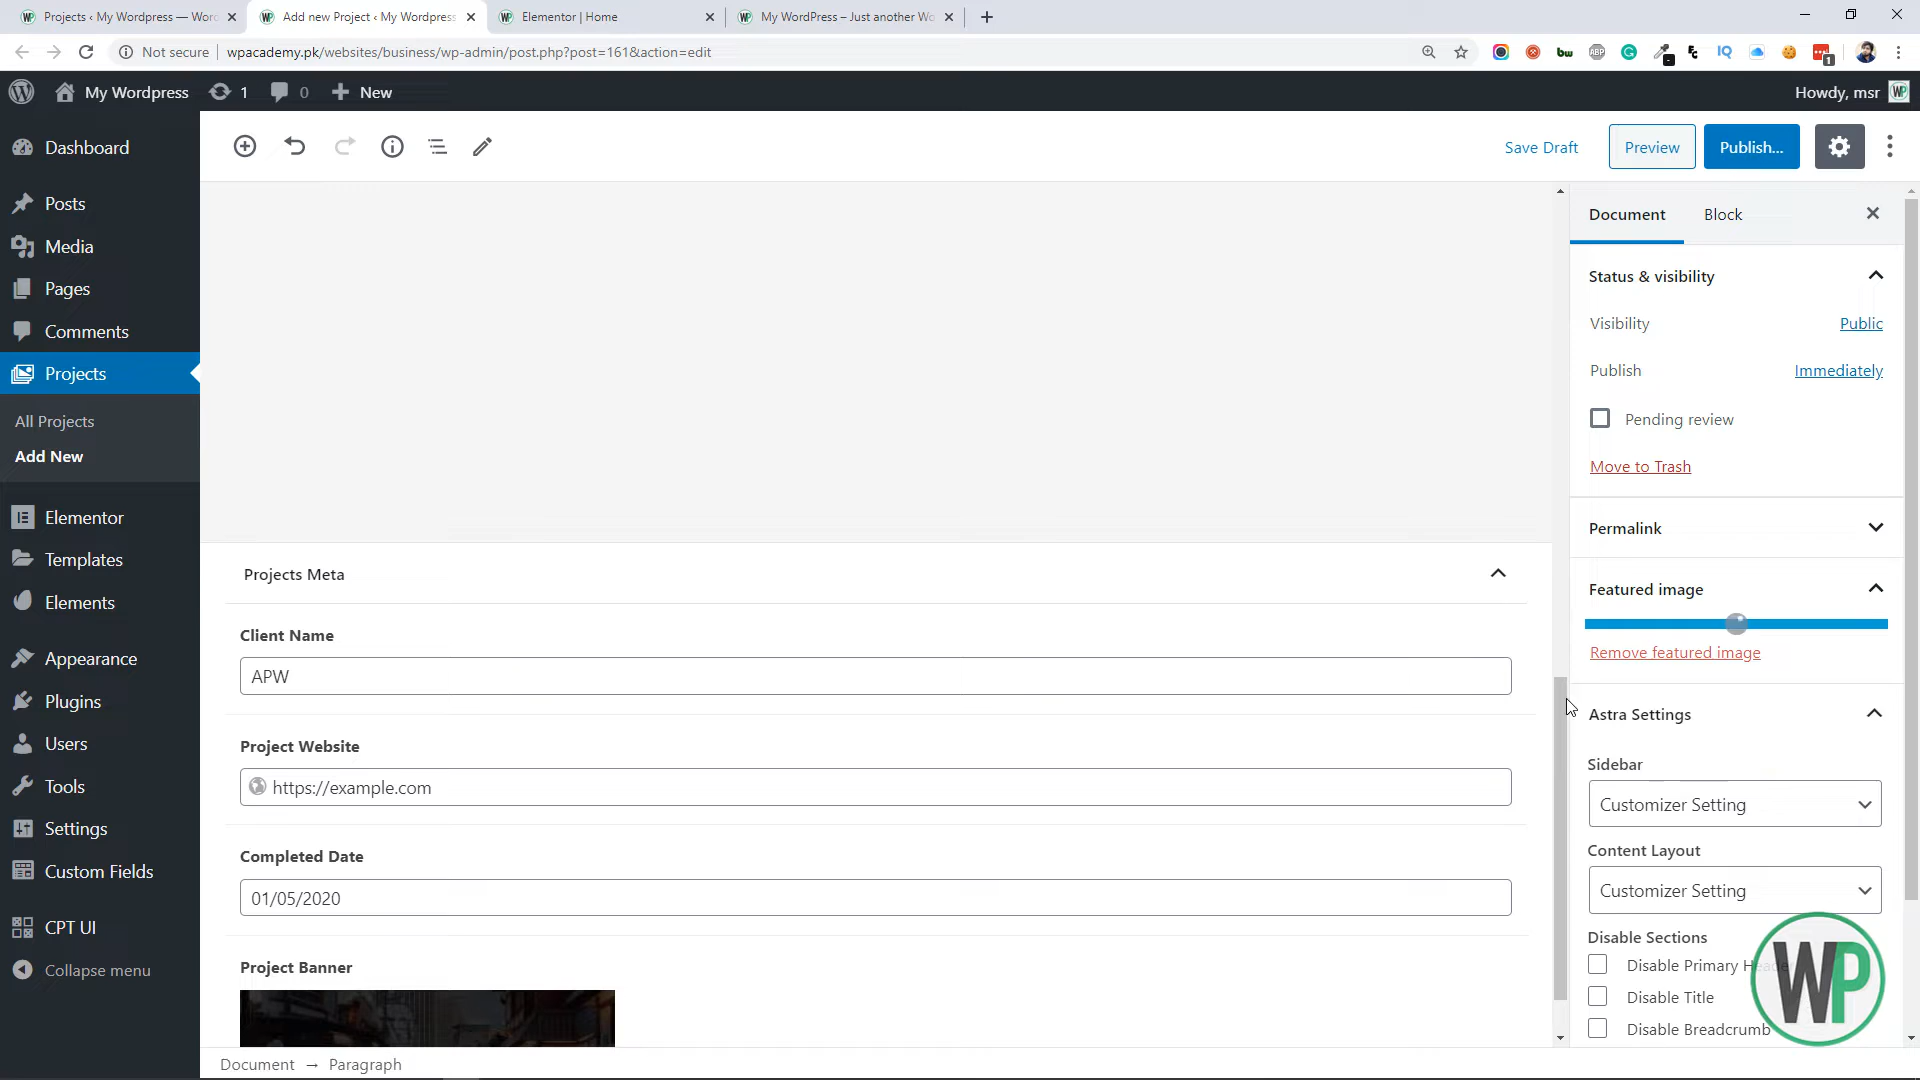 Projects ‹ My Wordpress — Word
Add new Project ‹ My Wordpress
Elementor | Home
My WordPress – Just another Wo
Not secure
wpacademy.pk/websites/business/wp-admin/post.php?post=161&action=edit
bw
ABP
IQ
1
My Wordpress
1
0
New
Howdy, msr
WP
Dashboard
Posts
Media
Pages
Comments
Projects
All Projects
Add New
Elementor
Templates
Elements
Appearance
Plugins
Users
Tools
Settings
Custom Fields
CPT UI
Collapse menu
Save Draft
Preview
Publish...
Projects Meta
Client Name
APW
Project Website
https://example.com
Completed Date
01/05/2020
Project Banner
Document → Paragraph
Document
Block
Status & visibility
Visibility
Public
Publish
Immediately
Pending review
Move to Trash
Permalink
Featured image
Remove featured image
Astra Settings
Sidebar
Customizer Setting
Content Layout
Customizer Setting
Disable Sections
Disable Primary Header
Disable Title
Disable Breadcrumb
WP